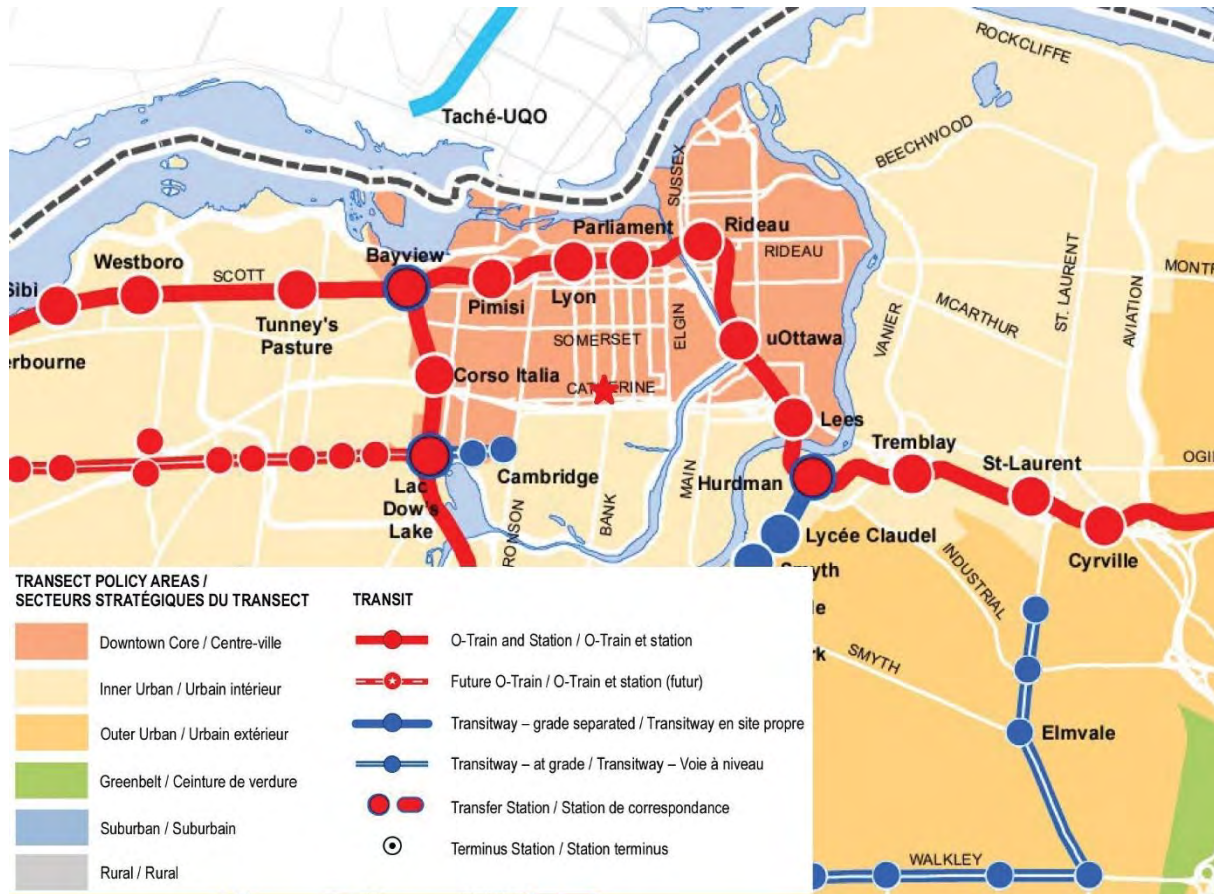 ROCKCLIFFE
Taché-UQO
BEECHWOOD
SUSSEX
Parliament
Rideau
RIDEAU
Bayview
Westboro
SCOTT
Sibi
Pimisi
Lyon
Tunney's
Pasture
MCARTHUR
ST. LAURENT
AVIATION
VANIER
SOMERSET
ELGIN
uOttawa
erbourne
Corso Italia
CATHERINE
Lees
Tremblay
St-Laurent
OGI
Cambridge
Hurdman
MAIN
BANK
RONSON
Lac
Dow's
Lake
Lycée Claudel
Cyrville
INDUSTRIAL
SMYTH
Elmvale
WALKLEY
TRANSECT POLICY AREAS /
SECTEURS STRATÉGIQUES DU TRANSECT
Downtown Core / Centre-ville
Inner Urban / Urbain intérieur
Outer Urban / Urbain extérieur
Greenbelt / Ceinture de verdure
Suburban / Suburbain
Rural / Rural
TRANSIT
O-Train and Station / O-Train et station
Future O-Train / O-Train et station (futur)
Transitway – grade separated / Transitway en site propre
Transitway – at grade / Transitway – Voie à niveau
Transfer Station / Station de correspondance
Terminus Station / Station terminus